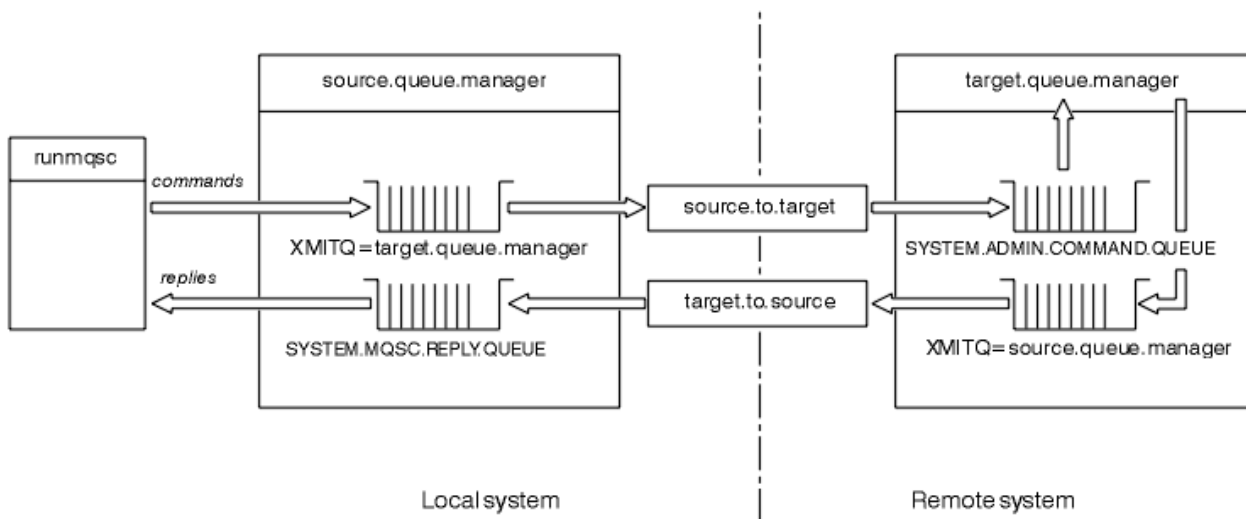 source.queue.manager
target.queue.manager
runmqsc
commands
source.to.target
XMITQ=target.queue.manager
SYSTEM.ADMIN.COMMAND.QUEUE
replies
target.to.source
SYSTEM.MQSC.REPLY.QUEUE
XMITQ=source.queue.manager
Local system
Remote system